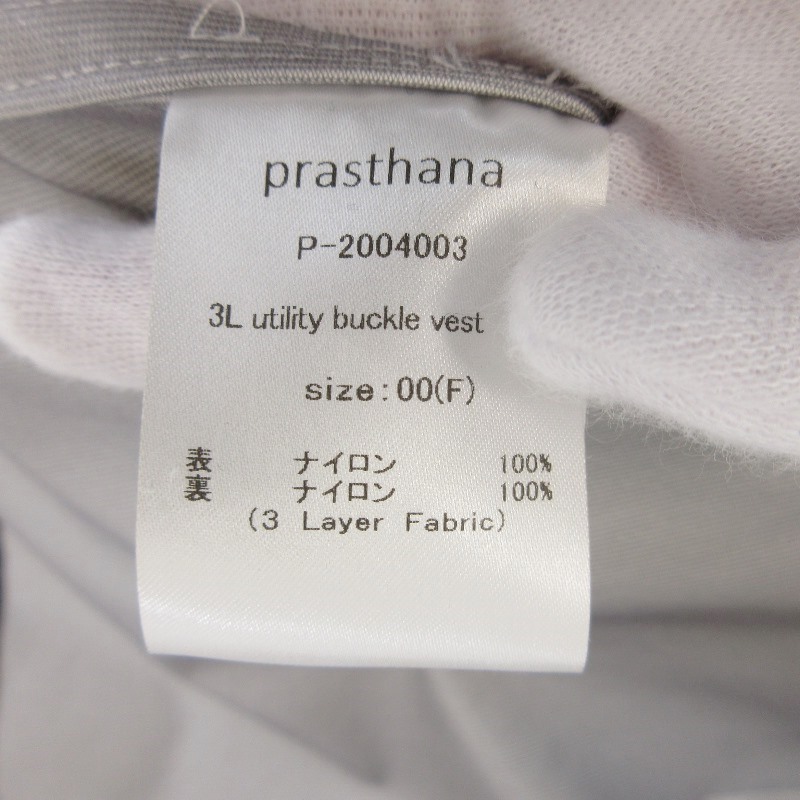 prasthana
P-2004003
3L utility buckle vest
size:00(F)
表 ナイロン 100%
裏 ナイロン 100%
(3 Layer Fabric)